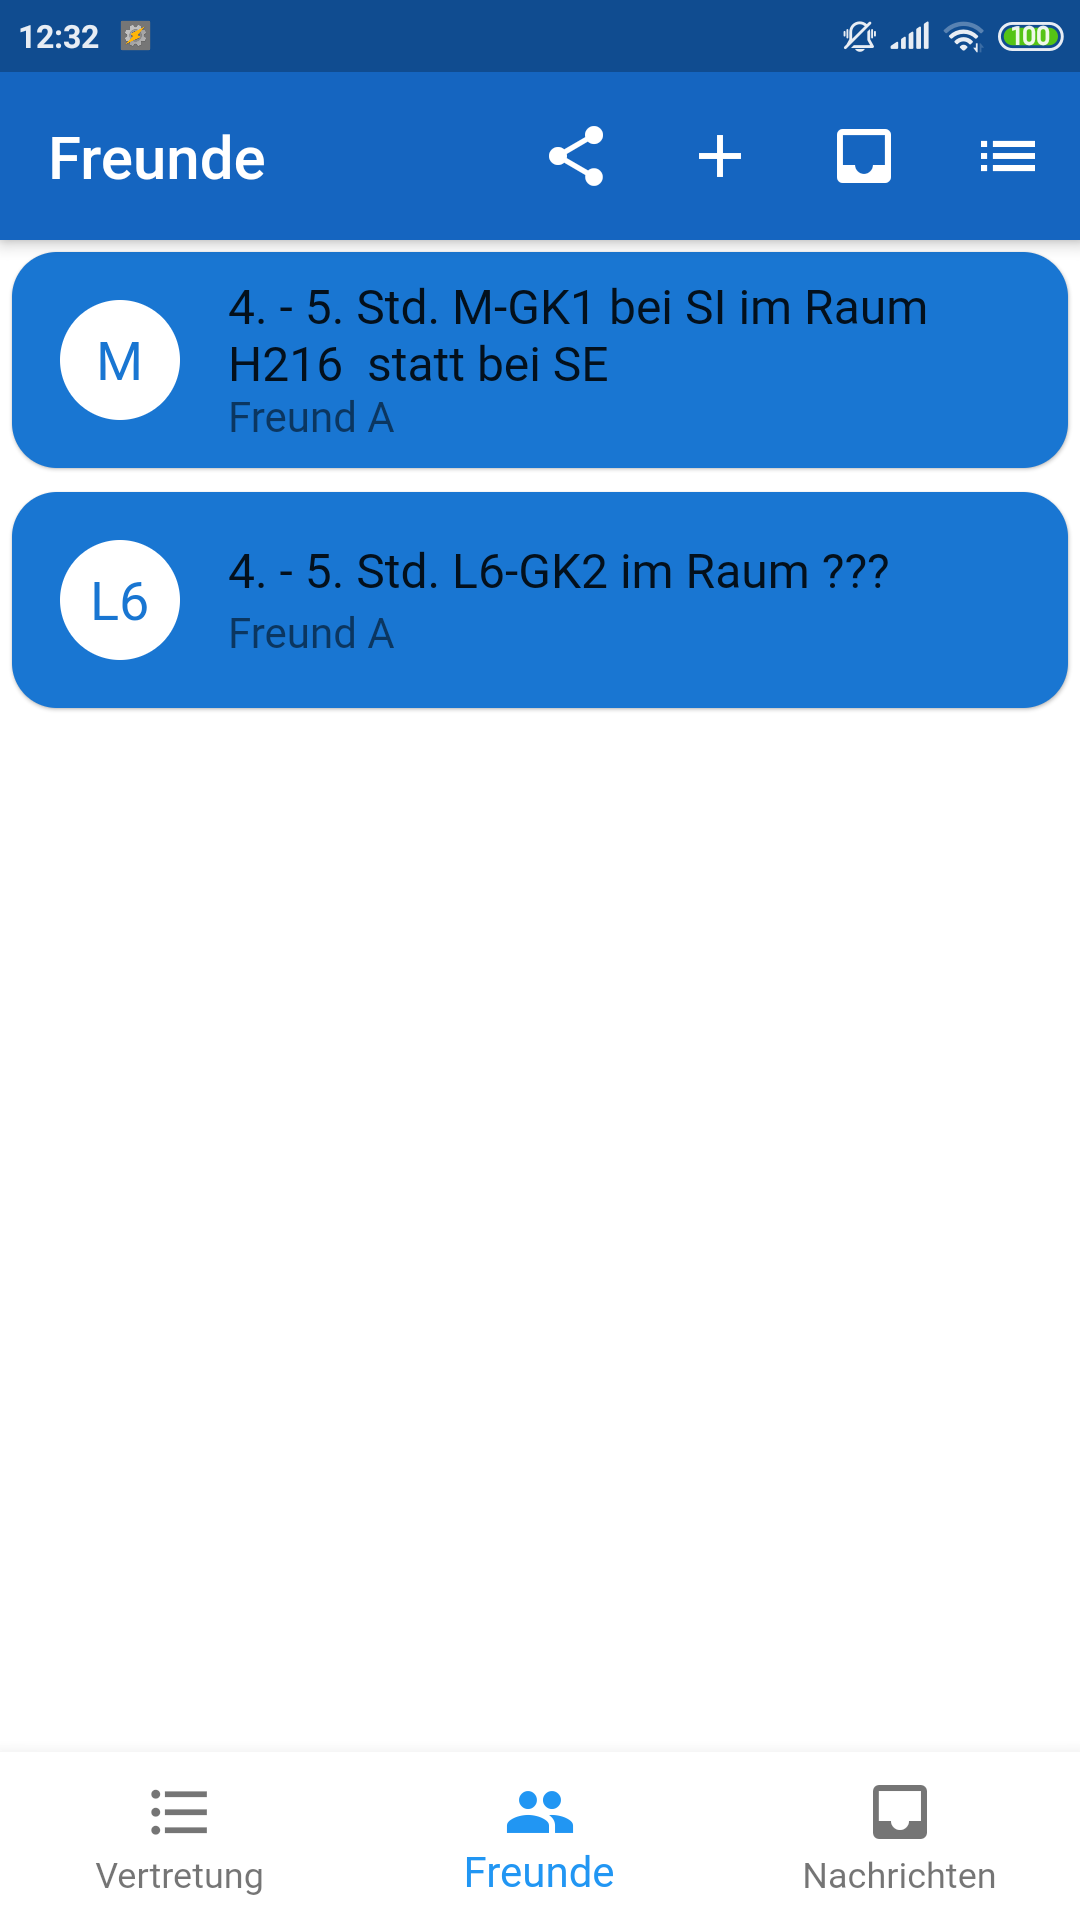 12:32
100
Freunde
M
4. - 5. Std. M-GK1 bei SI im Raum
H216  statt bei SE
Freund A
L6
4. - 5. Std. L6-GK2 im Raum ???
Freund A
Vertretung
Freunde
Nachrichten